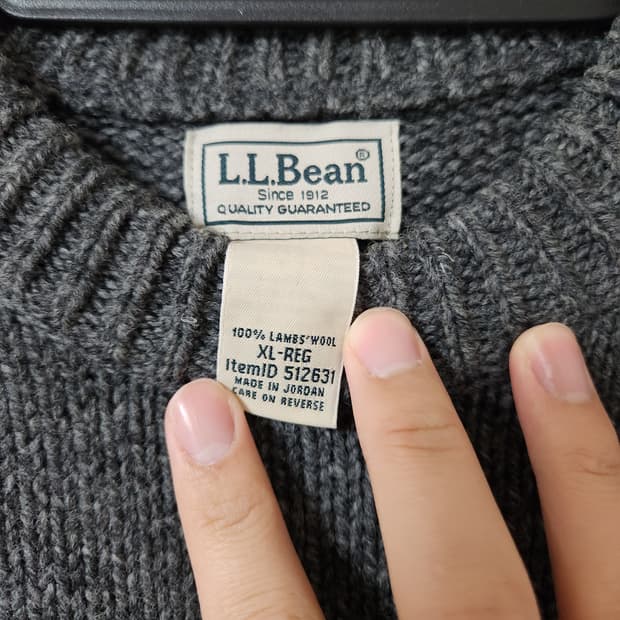 L.L.Bean®
Since 1912
QUALITY GUARANTEED
100% LAMBS'WOOL
XL-REG
ItemID 512631
MADE IN JORDAN
CARE ON REVERSE